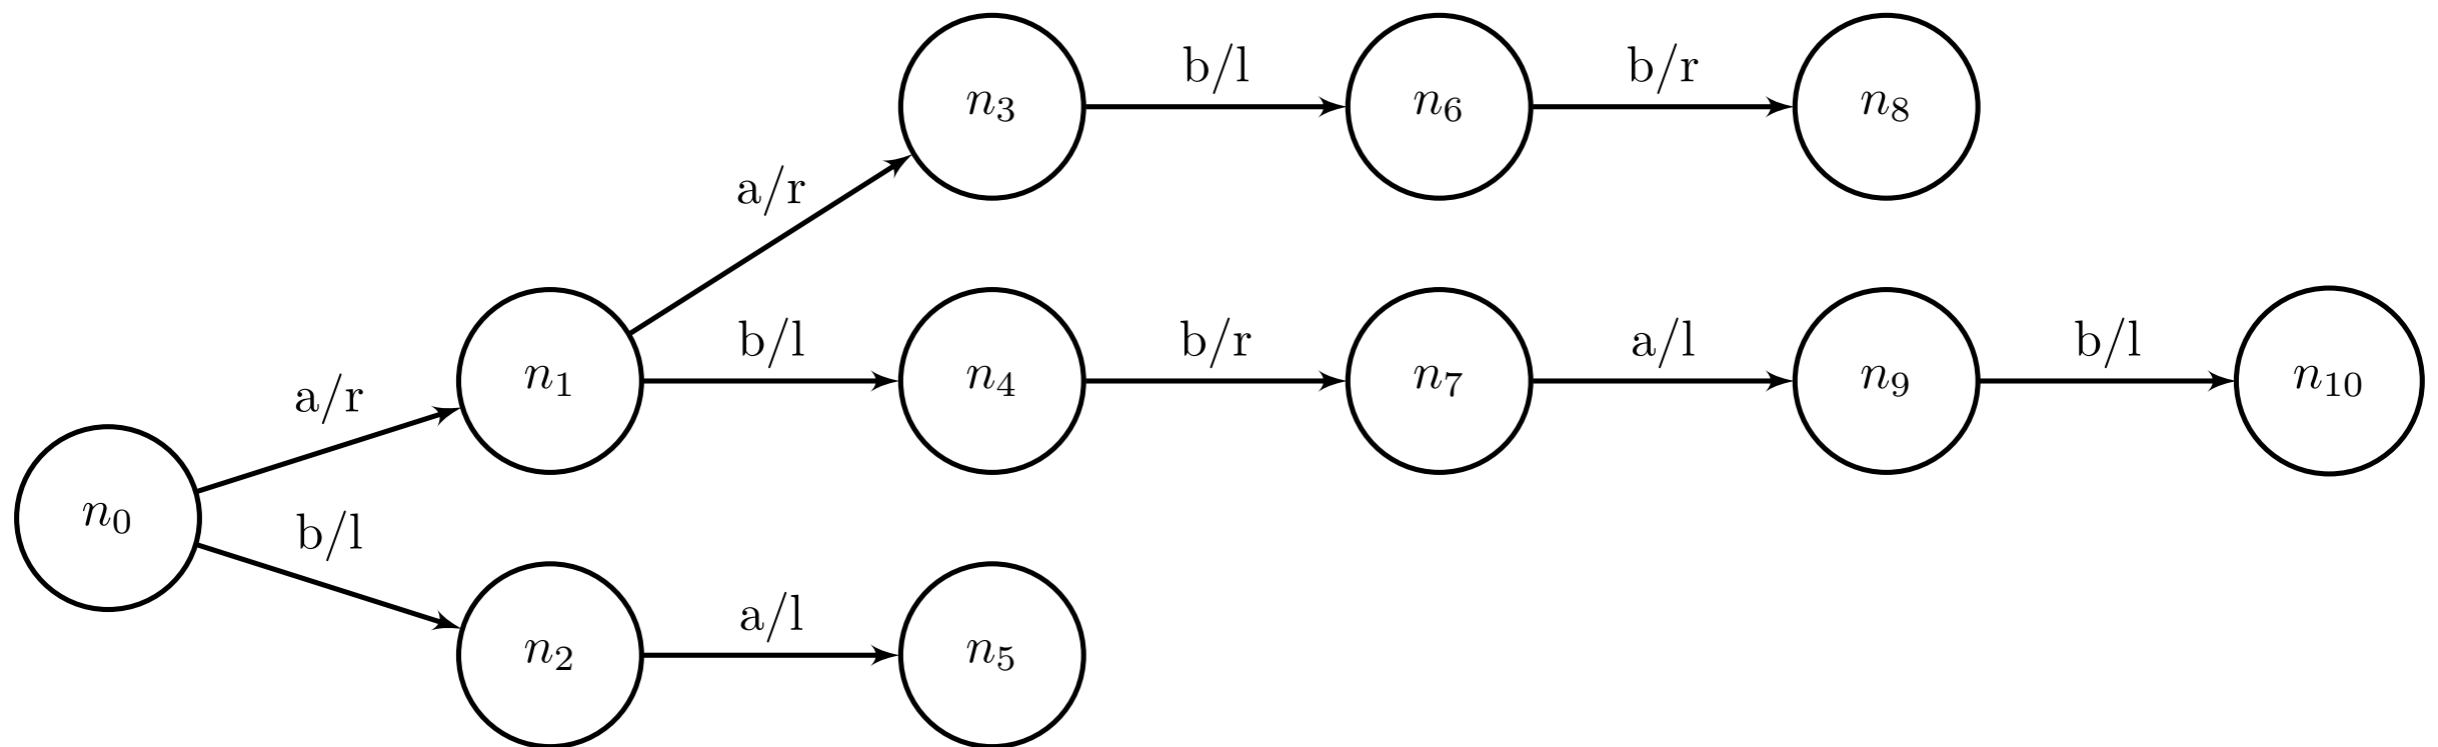 b/l b/r
n₃ n₆ n₈
a/r
b/l b/r a/l b/l
n₁ n₄ n₇ n₉ n₁₀
a/r
n₀
b/l
a/l
n₂ n₅